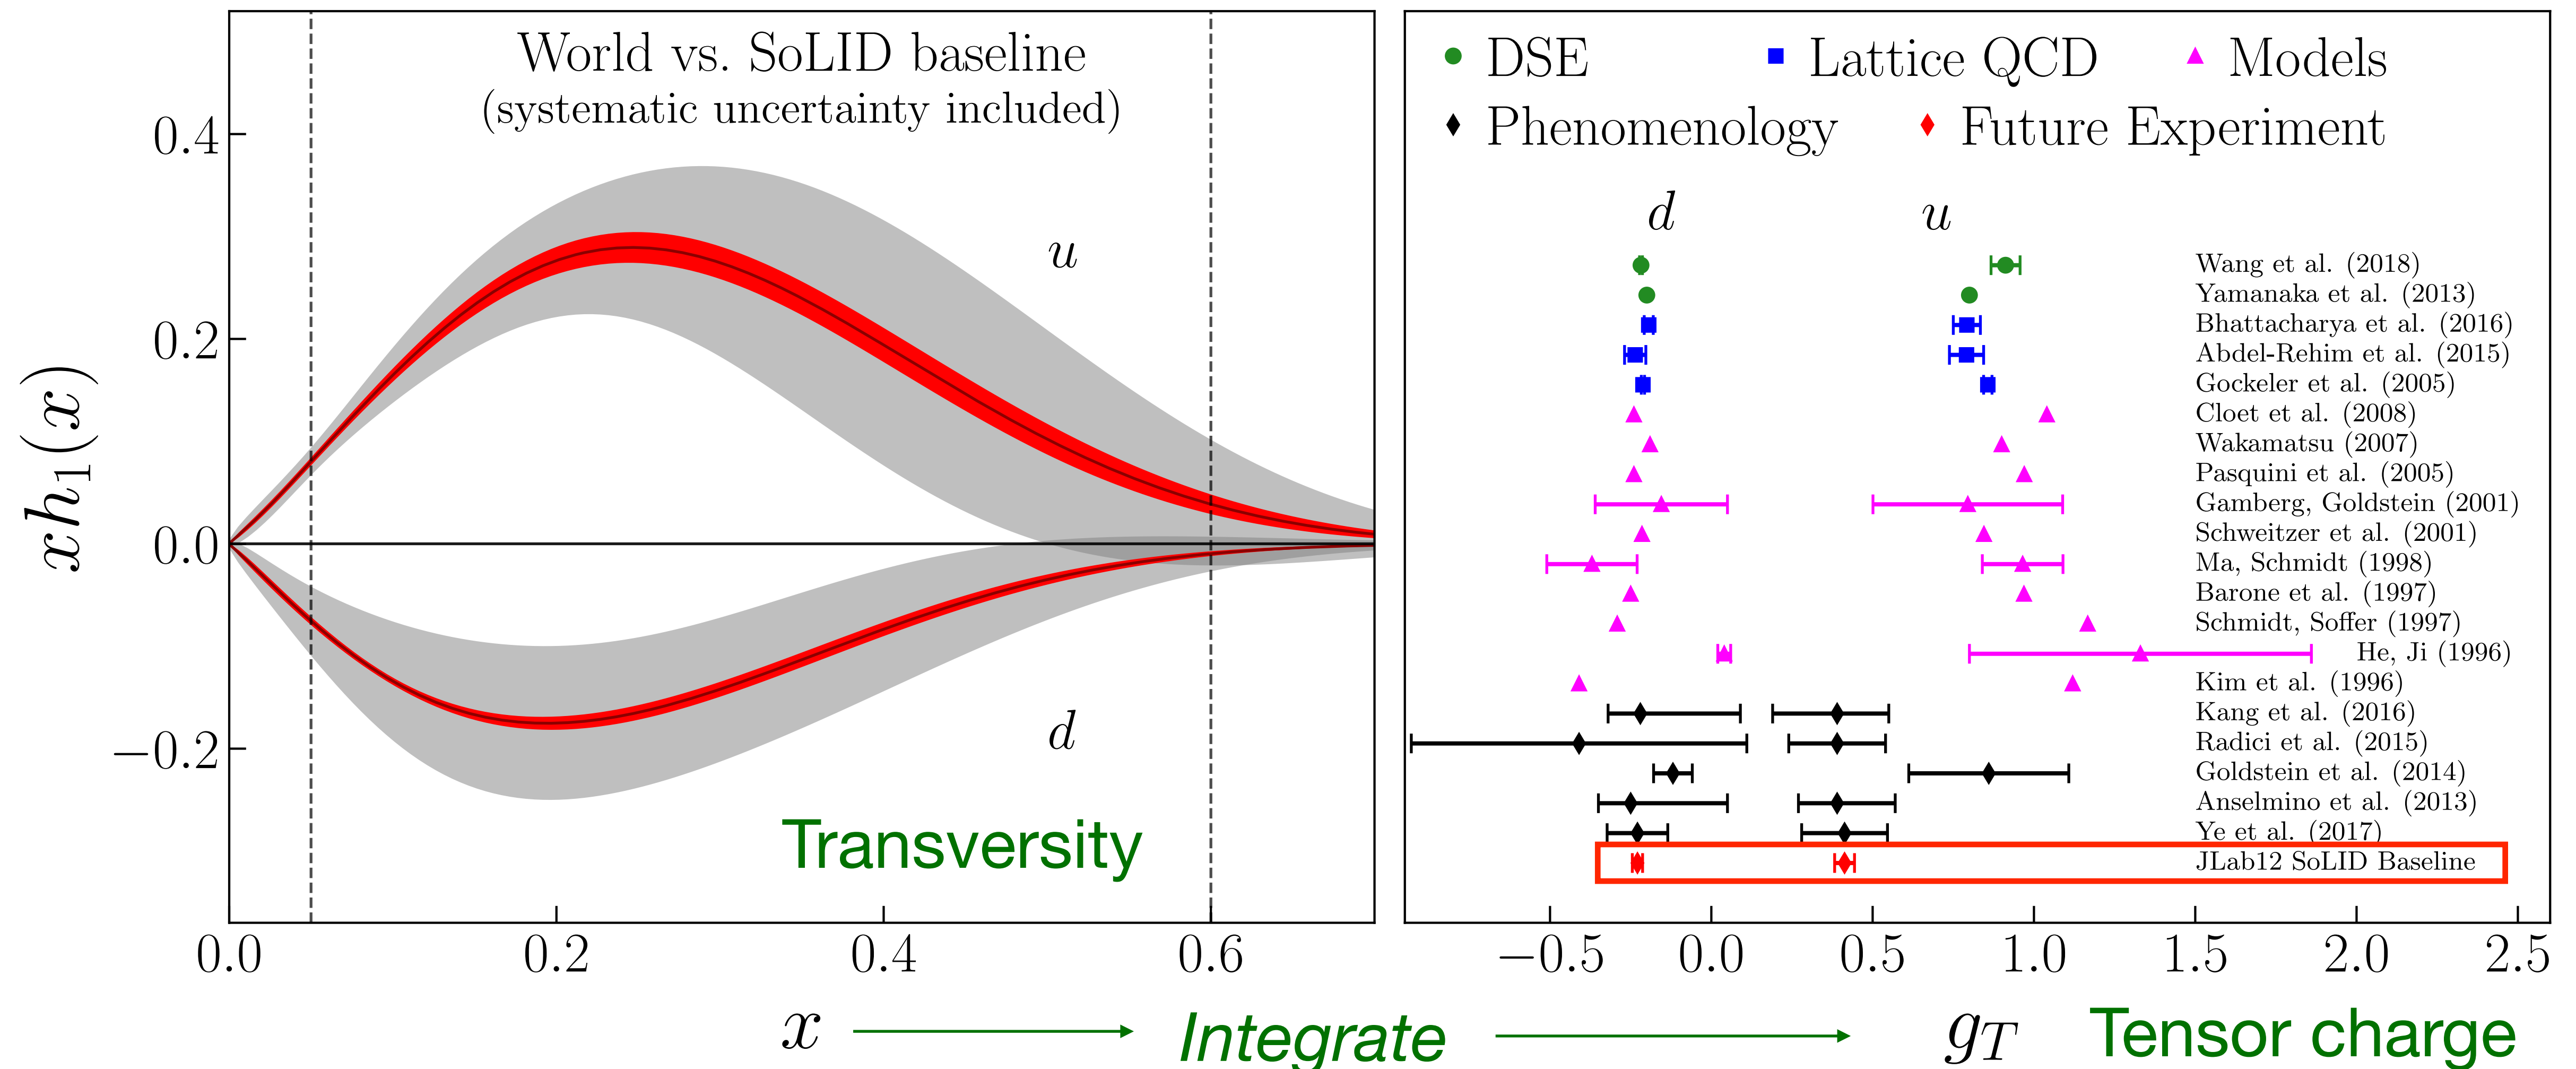 World vs. SoLID baseline
(systematic uncertainty included)
u
d
Transversity
xh₁(x)
0.4
0.2
0.0
−0.2
0.0 0.2 0.4 0.6
DSE Lattice QCD Models
Phenomenology Future Experiment
d u
Wang et al. (2018)
Yamanaka et al. (2013)
Bhattacharya et al. (2016)
Abdel-Rehim et al. (2015)
Gockeler et al. (2005)
Cloet et al. (2008)
Wakamatsu (2007)
Pasquini et al. (2005)
Gamberg, Goldstein (2001)
Schweitzer et al. (2001)
Ma, Schmidt (1998)
Barone et al. (1997)
Schmidt, Soffer (1997)
He, Ji (1996)
Kim et al. (1996)
Kang et al. (2016)
Radici et al. (2015)
Goldstein et al. (2014)
Anselmino et al. (2013)
Ye et al. (2017)
JLab12 SoLID Baseline
−0.5 0.0 0.5 1.0 1.5 2.0 2.5
x Integrate g_T Tensor charge